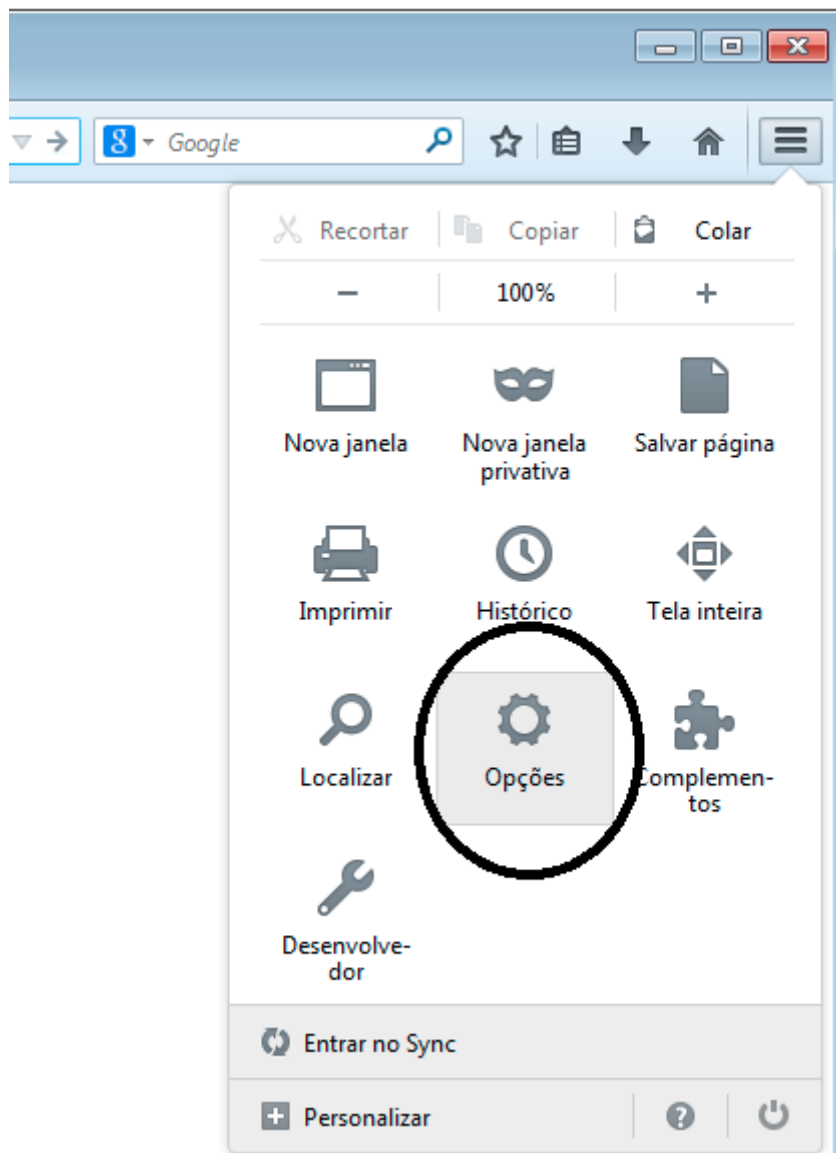 8 Google
Recortar Copiar Colar
− 100% +
Nova janela Nova janela privativa Salvar página
Imprimir Histórico Tela inteira
Localizar Opções Complemen-
tos
Desenvolve-
dor
Entrar no Sync
Personalizar ?